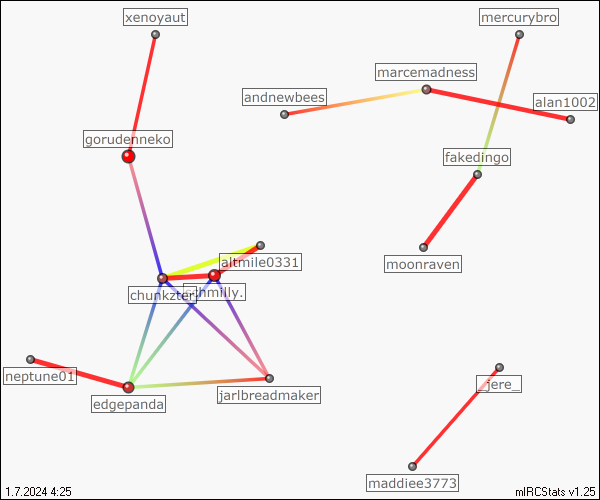 xenoyaut
mercurybro
marcemadness
andnewbees
alan1002
gorudenneko
fakedingo
altmile0331
moonraven
chunkzter
neptune01
_jere_
jarlbreadmaker
edgepanda
maddiee3773
1.7.2024 4:25
mIRCStats v1.25